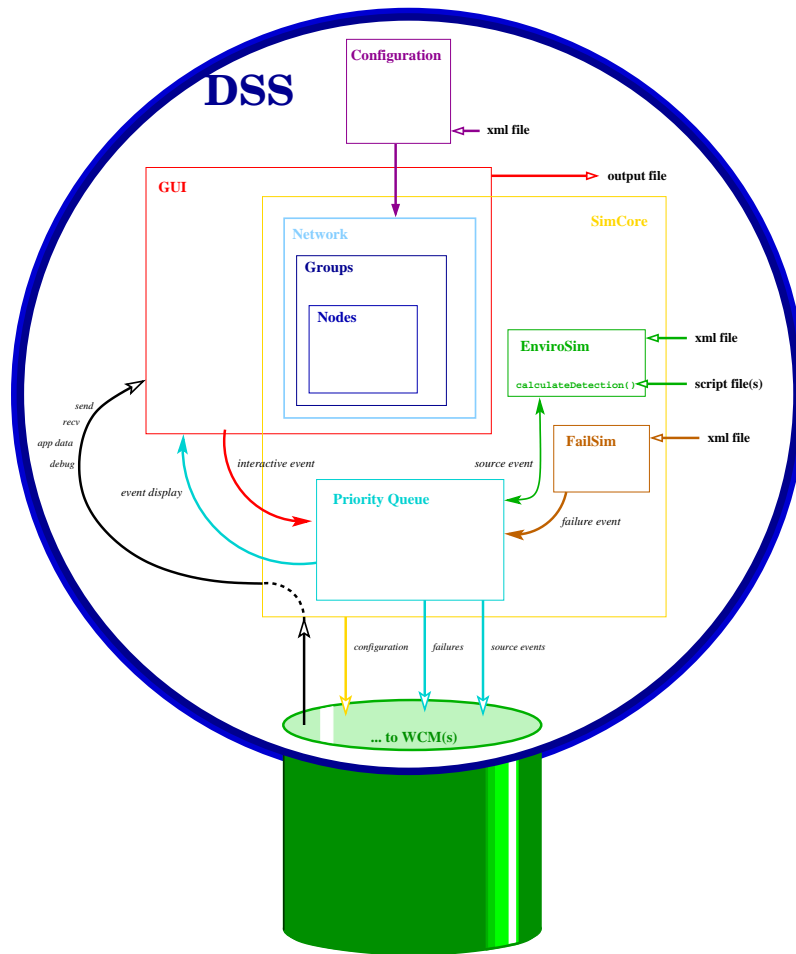 Configuration
DSS
xml file
GUI
output file
SimCore
Network
Groups
Nodes
EnviroSim
xml file
calculateDetection()
script file(s)
send
recv
app data
debug
FailSim
xml file
interactive event
source event
event display
Priority Queue
failure event
configuration
failures
source events
... to WCM(s)